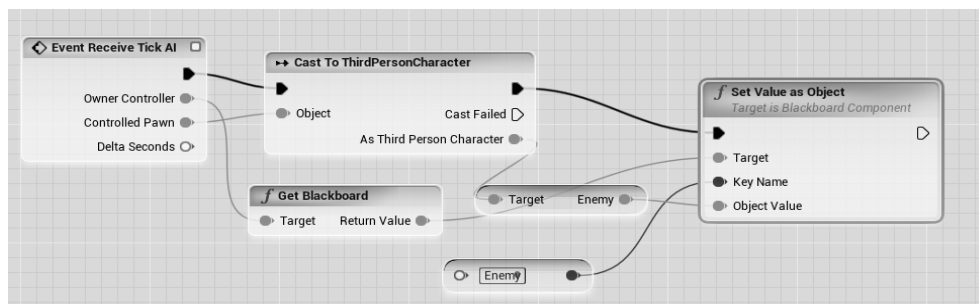 Event Receive Tick AI
Owner Controller
Controlled Pawn
Delta Seconds
Cast To ThirdPersonCharacter
Object
Cast Failed
As Third Person Character
f Get Blackboard
Target Return Value
Target Enemy
Enemy
f Set Value as Object
Target is Blackboard Component
Target
Key Name
Object Value